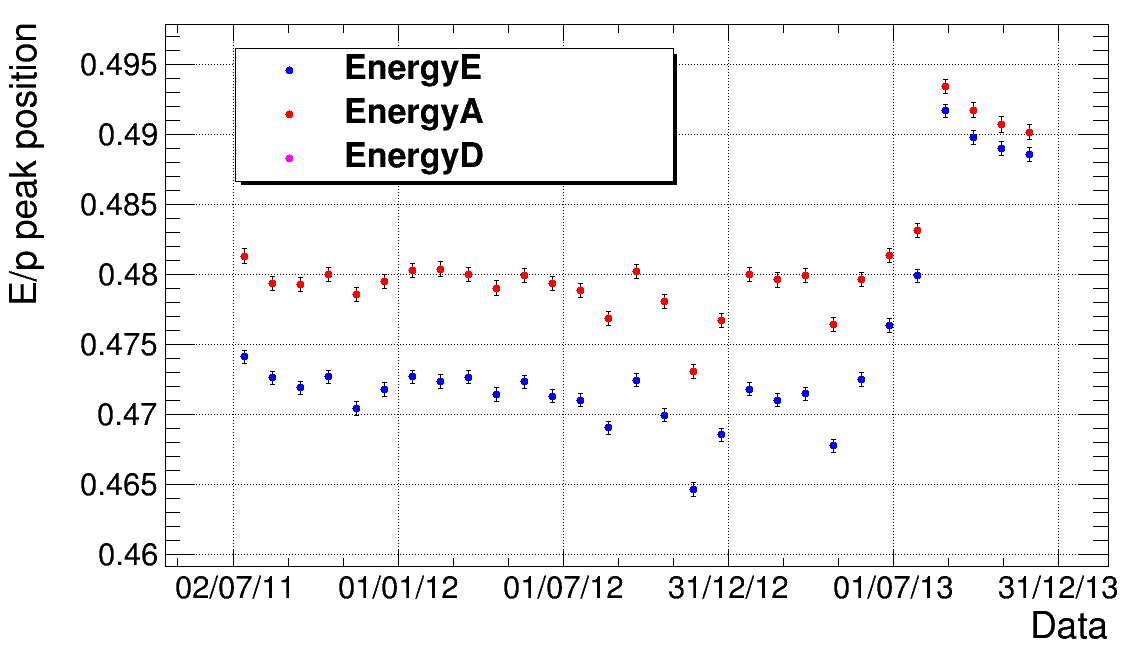 E/p peak position
0.495
0.49
0.485
0.48
0.475
0.47
0.465
0.46
EnergyE
EnergyA
EnergyD
02/07/11 01/01/12 01/07/12 31/12/12 01/07/13 31/12/13
Data